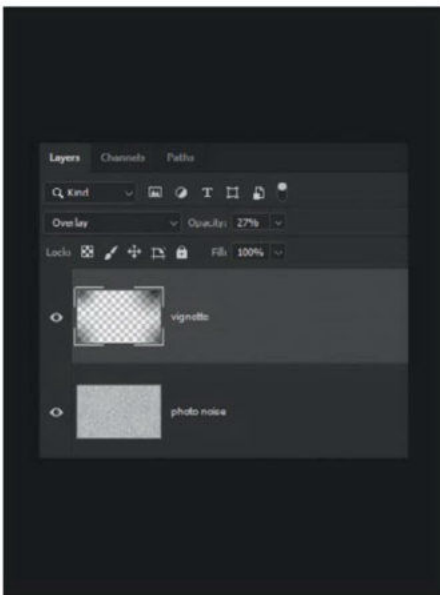 Layers Channels Paths
Kind
Overlay Opacity: 27%
Lock: Fill: 100%
vignette
photo noise